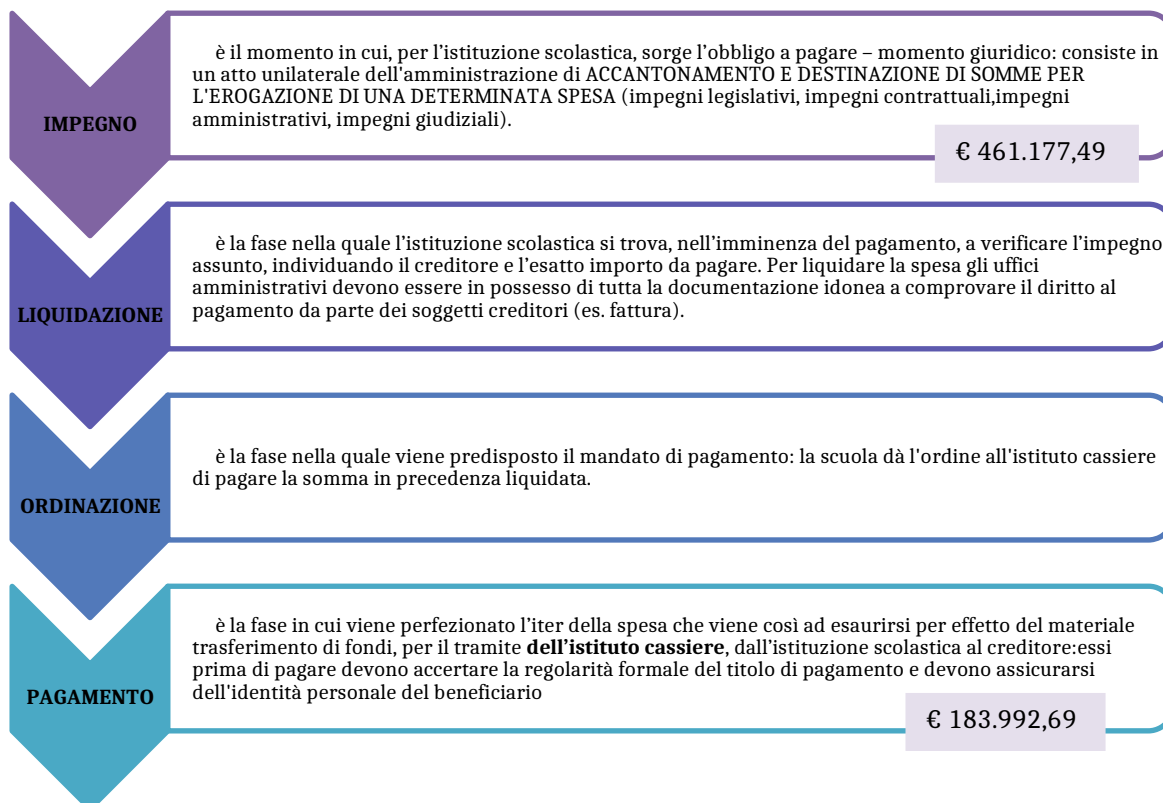 IMPEGNO
è il momento in cui, per l’istituzione scolastica, sorge l’obbligo a pagare – momento giuridico: consiste in
un atto unilaterale dell'amministrazione di ACCANTONAMENTO E DESTINAZIONE DI SOMME PER
L'EROGAZIONE DI UNA DETERMINATA SPESA (impegni legislativi, impegni contrattuali,impegni
amministrativi, impegni giudiziali).
€ 461.177,49
LIQUIDAZIONE
è la fase nella quale l’istituzione scolastica si trova, nell’imminenza del pagamento, a verificare l’impegno
assunto, individuando il creditore e l’esatto importo da pagare. Per liquidare la spesa gli uffici
amministrativi devono essere in possesso di tutta la documentazione idonea a comprovare il diritto al
pagamento da parte dei soggetti creditori (es. fattura).
ORDINAZIONE
è la fase nella quale viene predisposto il mandato di pagamento: la scuola dà l'ordine all'istituto cassiere
di pagare la somma in precedenza liquidata.
PAGAMENTO
è la fase in cui viene perfezionato l’iter della spesa che viene così ad esaurirsi per effetto del materiale
trasferimento di fondi, per il tramite dell’istituto cassiere, dall’istituzione scolastica al creditore:essi
prima di pagare devono accertare la regolarità formale del titolo di pagamento e devono assicurarsi
dell'identità personale del beneficiario
€ 183.992,69